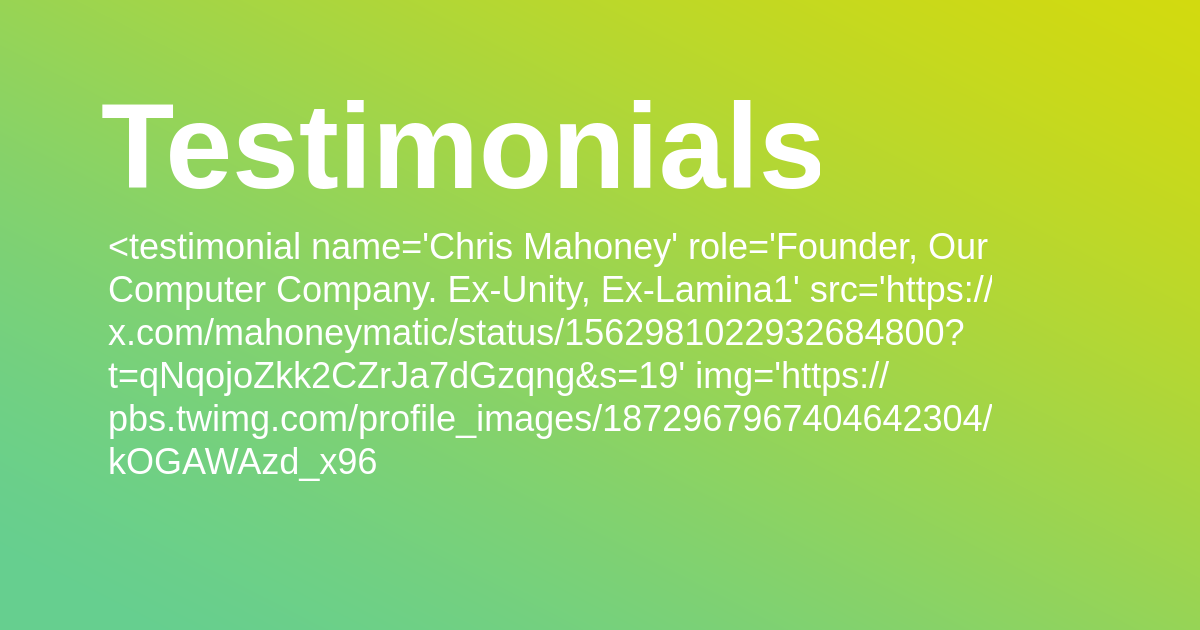 Testimonials
<testimonial name='Chris Mahoney' role='Founder, Our
Computer Company. Ex-Unity, Ex-Lamina1' src='https://
x.com/mahoneymatic/status/1562981022932684800?
t=qNqojoZkk2CZrJa7dGzqng&s=19' img='https://
pbs.twimg.com/profile_images/1872967967404642304/
kOGAWAzd_x96